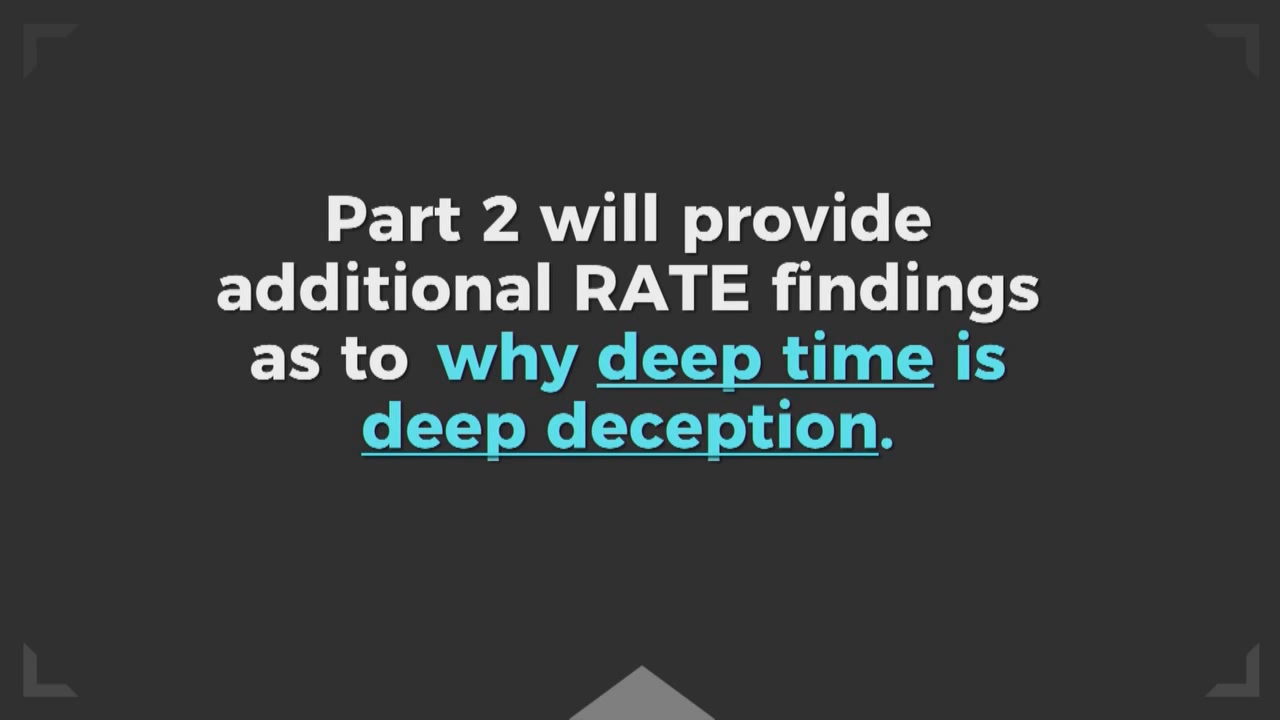 Part 2 will provide
additional RATE findings
as to why deep time is
deep deception.